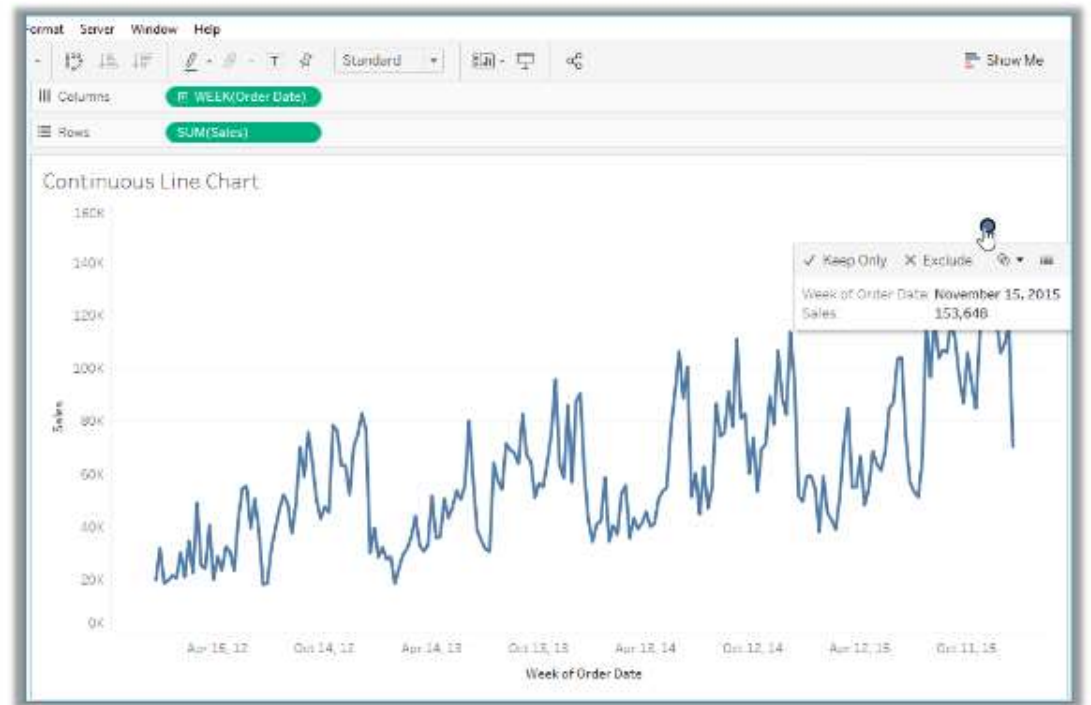 ormat Server Window Help
Standard Show Me
Columns WEEK(Order Date)
Rows SUM(Sales)
Continuous Line Chart
160K
140K
Keep Only Exclude
Week of Order Date: November 15, 2015
Sales: 153,648
120K
100K
80K
60K
40K
20K
0K
Sales
Apr 15, 12 Oct 14, 12 Apr 14, 13 Oct 13, 13 Apr 13, 14 Oct 12, 14 Apr 12, 15 Oct 11, 15
Week of Order Date